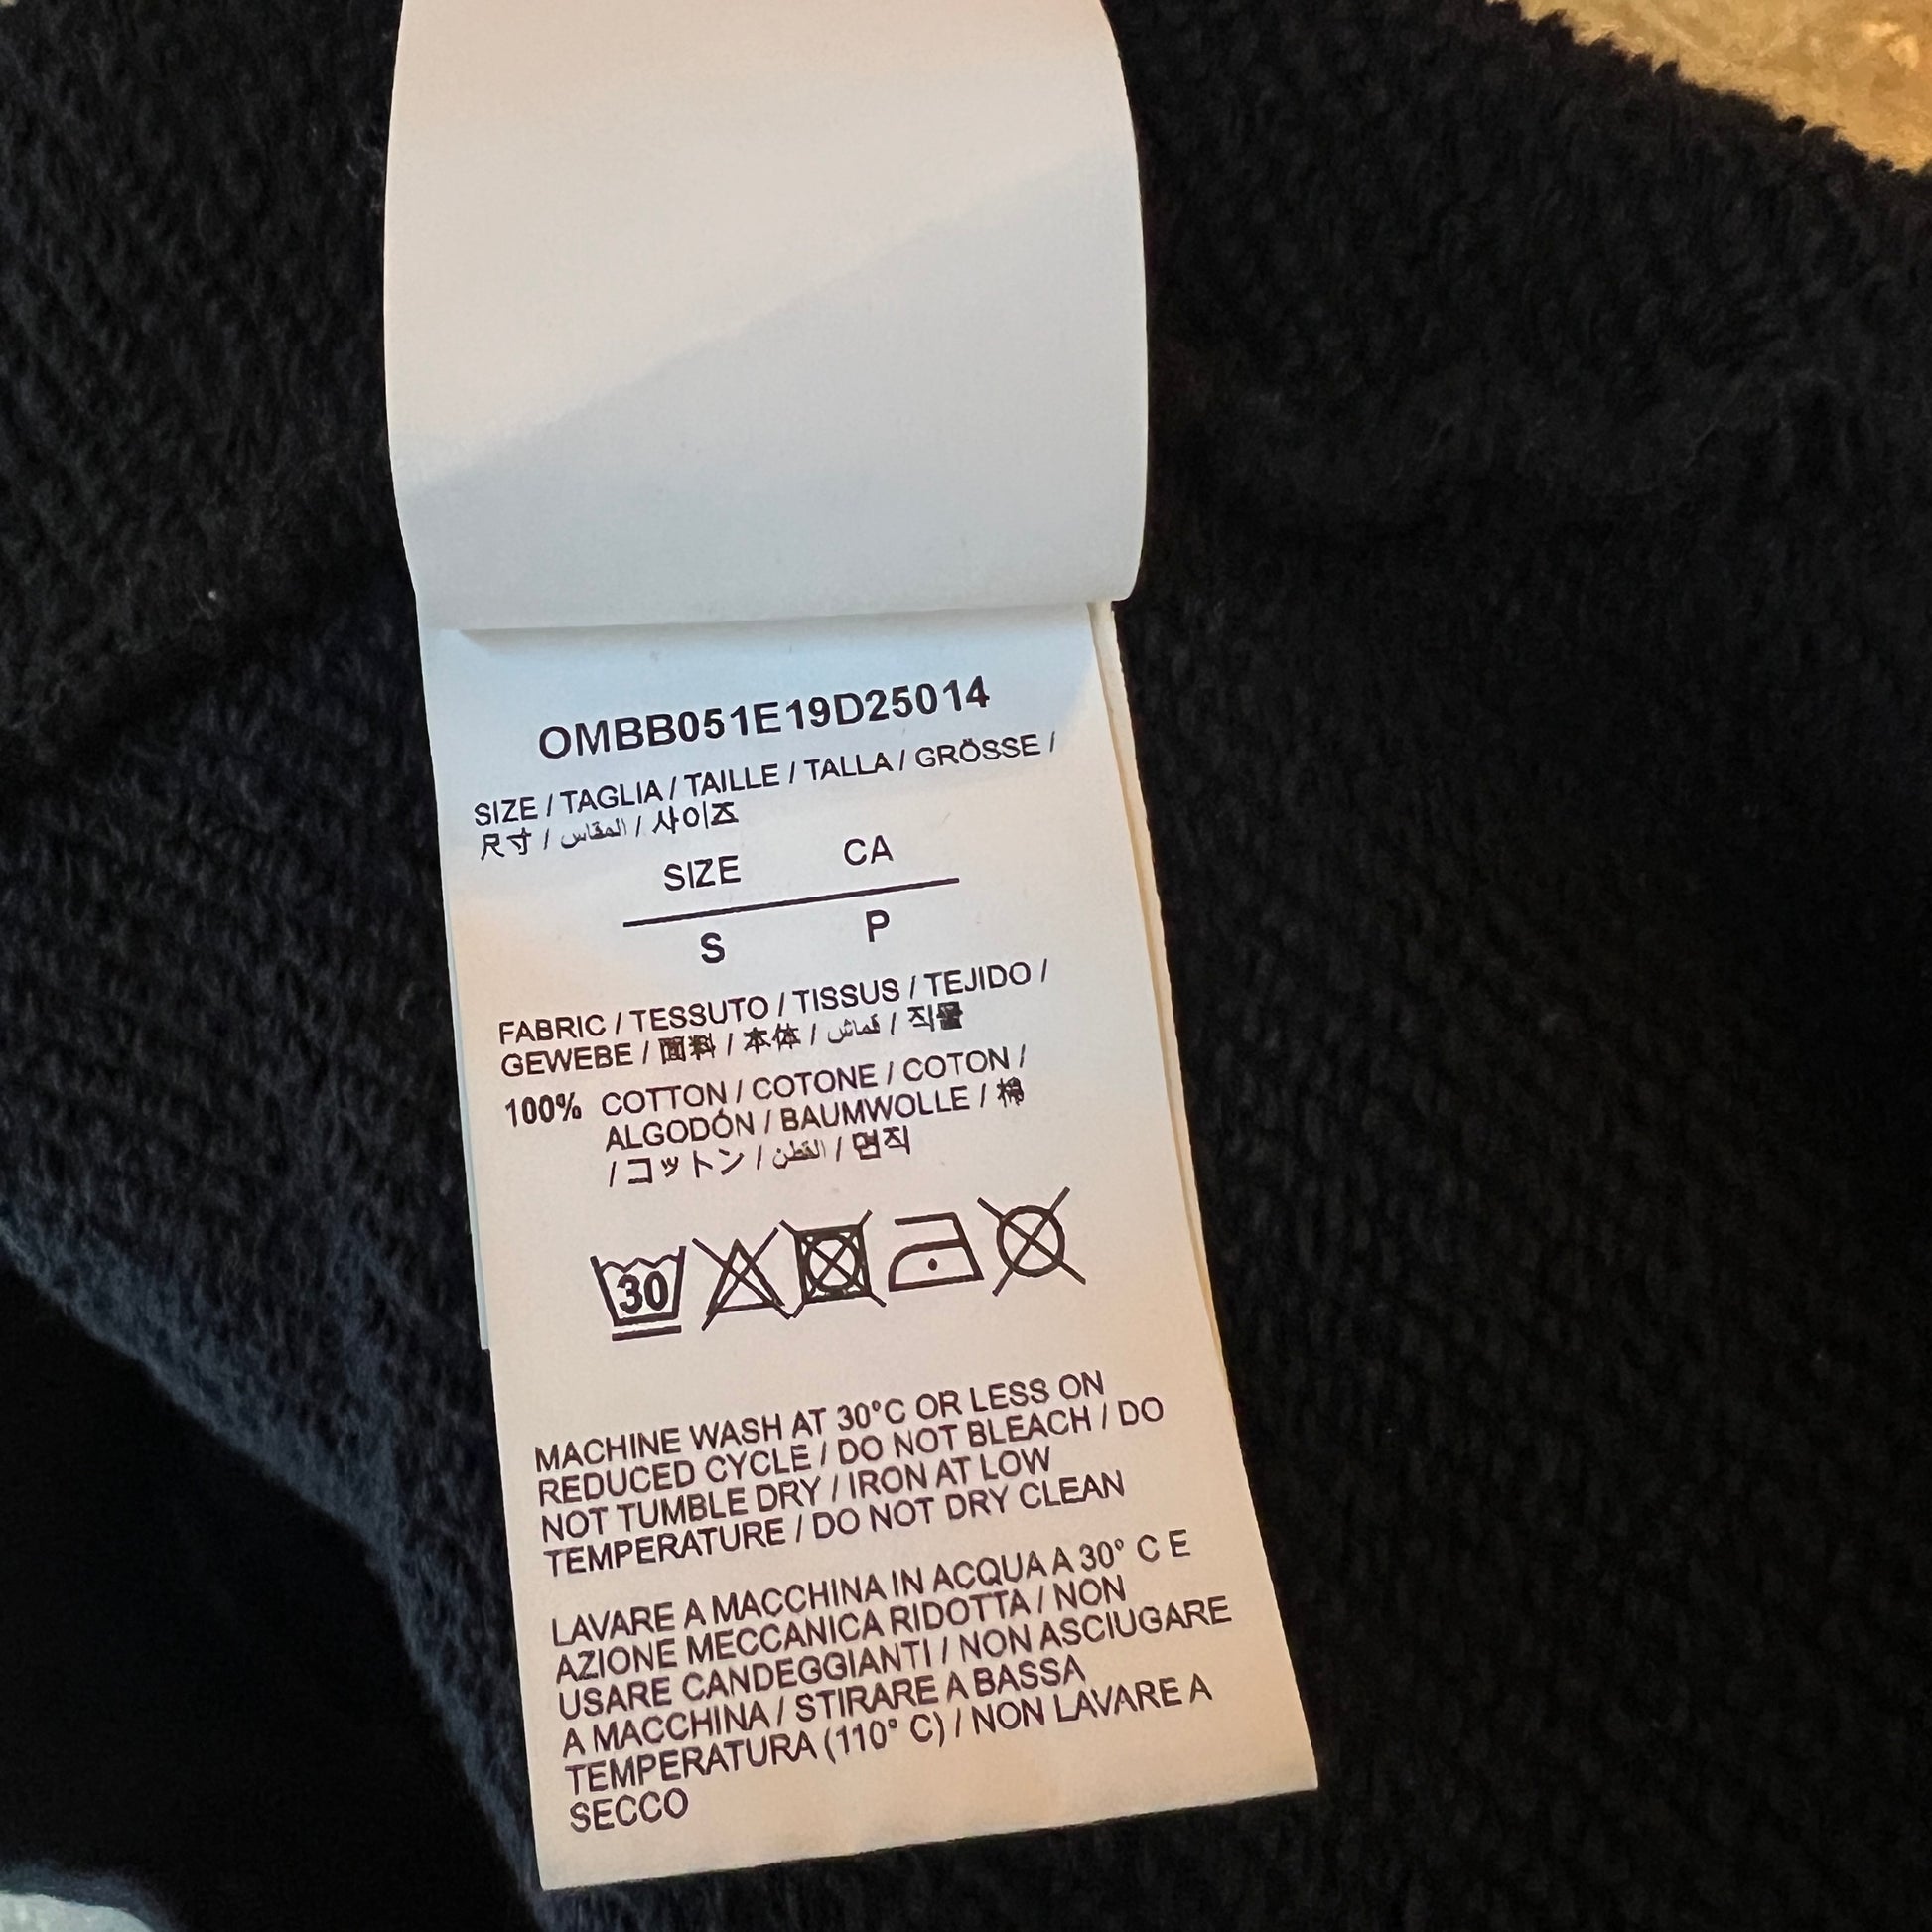 OMBB051E19D25014
SIZE / TAGLIA / TAILLE / TALLA / GRÖSSE /
尺寸 / المقاس / 사이즈
SIZE CA
S P
FABRIC / TESSUTO / TISSUS / TEJIDO /
GEWEBE / 面料 / 本体 / قماش / 직물
100% COTTON / COTONE / COTON /
ALGODÓN / BAUMWOLLE / 棉
/ コットン / القطن / 면직
30
MACHINE WASH AT 30°C OR LESS ON
REDUCED CYCLE / DO NOT BLEACH / DO
NOT TUMBLE DRY / IRON AT LOW
TEMPERATURE / DO NOT DRY CLEAN
LAVARE A MACCHINA IN ACQUA A 30° C E
AZIONE MECCANICA RIDOTTA / NON
USARE CANDEGGIANTI / NON ASCIUGARE
A MACCHINA / STIRARE A BASSA
TEMPERATURA (110° C) / NON LAVARE A
SECCO